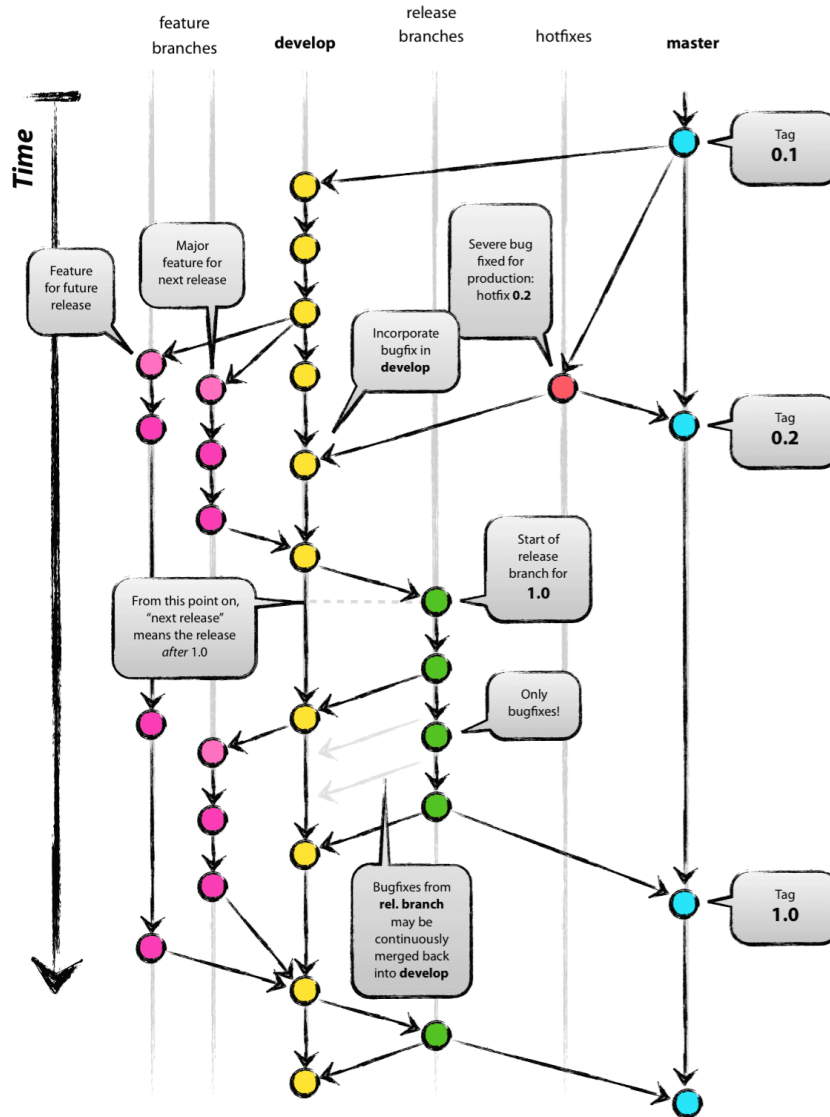 feature
branches
develop
release
branches
hotfixes
master
Time
Tag
0.1
Major
feature for
next release
Feature
for future
release
Severe bug
fixed for
production:
hotfix 0.2
Incorporate
bugfix in
develop
Tag
0.2
Start of
release
branch for
1.0
From this point on,
“next release”
means the release
after 1.0
Only
bugfixes!
Bugfixes from
rel. branch
may be
continuously
merged back
into develop
Tag
1.0